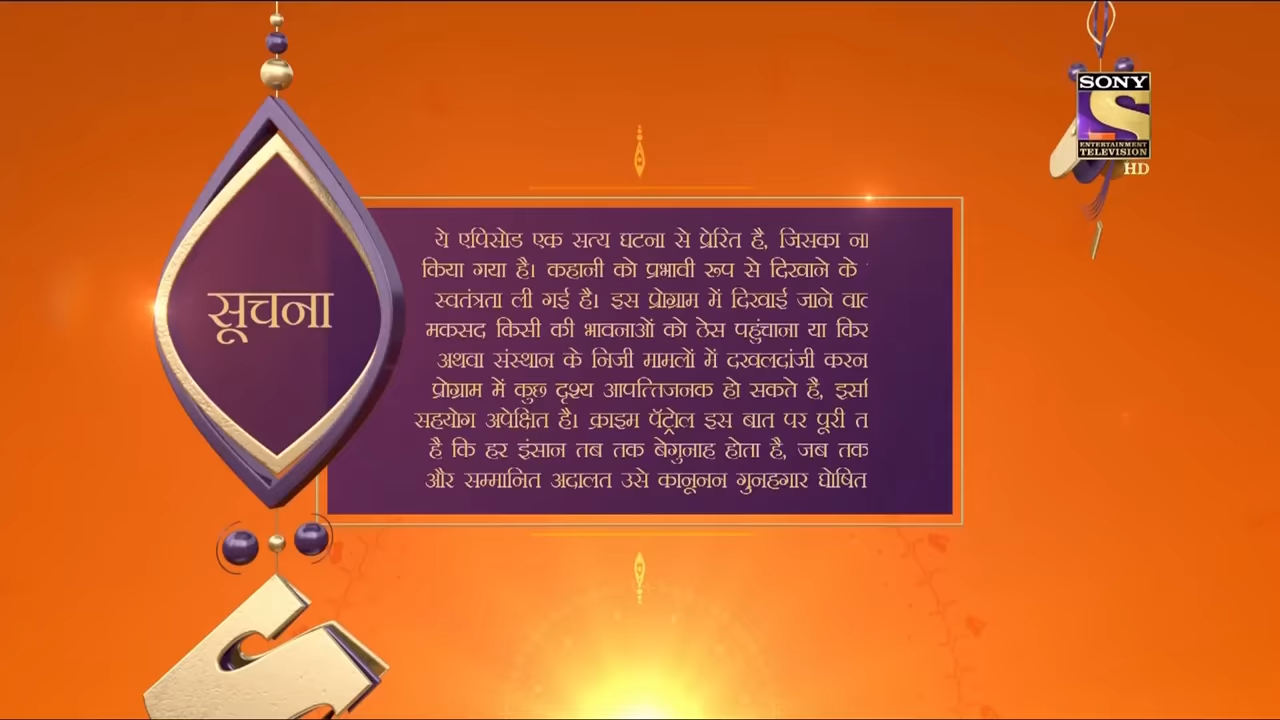 SONY
ENTERTAINMENT
TELEVISION
HD
सूचना
ये एपिसोड एक सत्य घटना से प्रेरित है, जिसका
किया गया है। कहानी को प्रभावी रूप से दिखाने के
स्वतंत्रता ली गई है। इस प्रोग्राम में दिखाई जाने
मकसद किसी की भावनाओं को ठेस पहुंचाना या
अथवा संस्थान के निजी मामलों में दखलदांजी
प्रोग्राम में कुछ दृश्य आपत्तिजनक हो सकते हैं,
सहयोग अपेक्षित है। क्राइम पॅट्रोल इस बात पर पूरी
है कि हर इंसान तब तक बेगुनाह होता है, जब तक
और सम्मानित अदालत उसे कानूनन गुनहगार घोषित